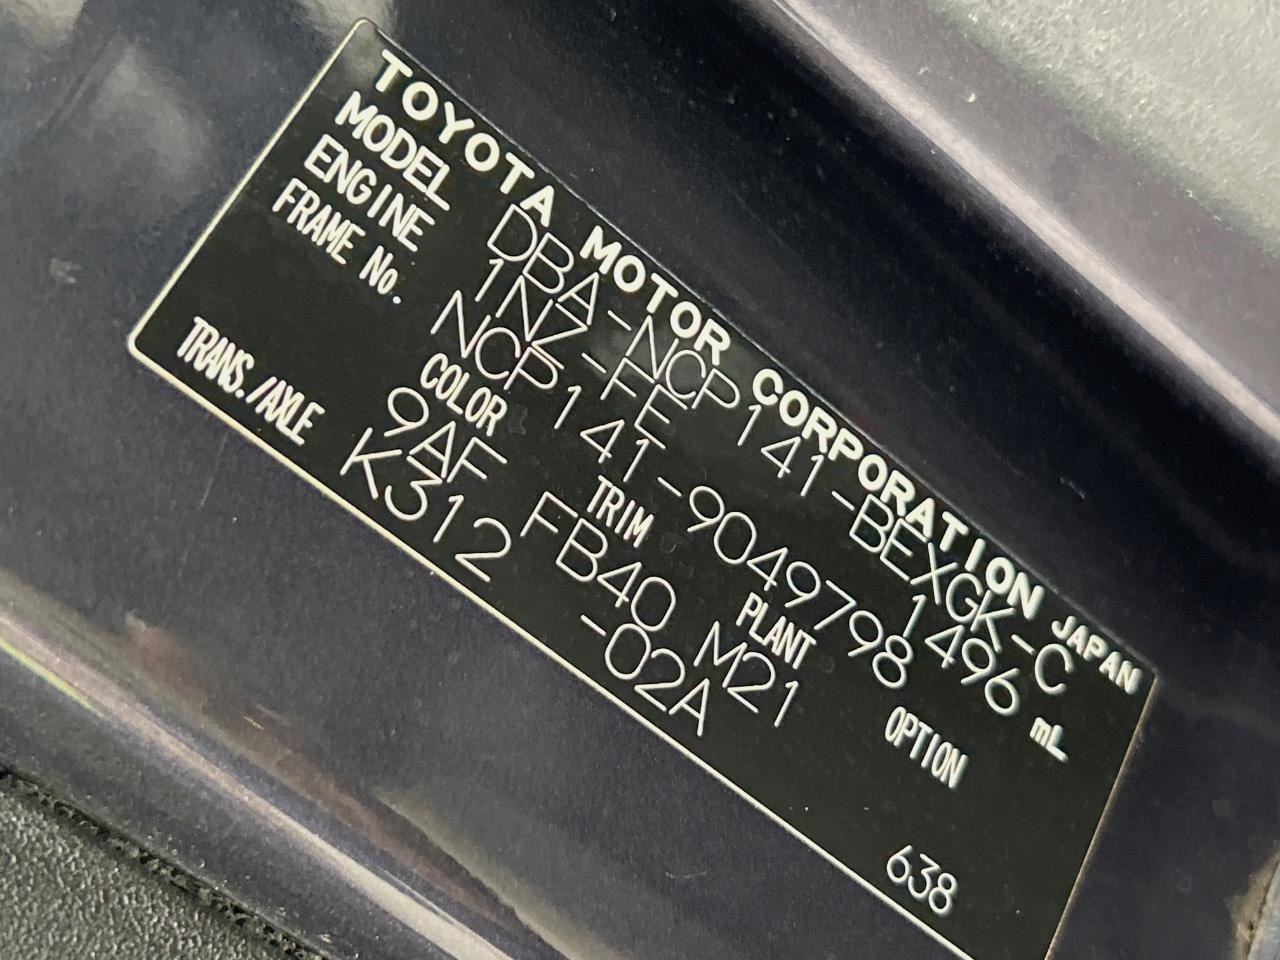 TOYOTA MOTOR CORPORATION JAPAN
MODEL DBA-NCP141-BEXGK-C
ENGINE 1NZ-FE 1496 mL
FRAME No. NCP141-9049798
COLOR TRIM PLANT OPTION
9AF FB40 M21
TRANS./AXLE K312 -02A
638